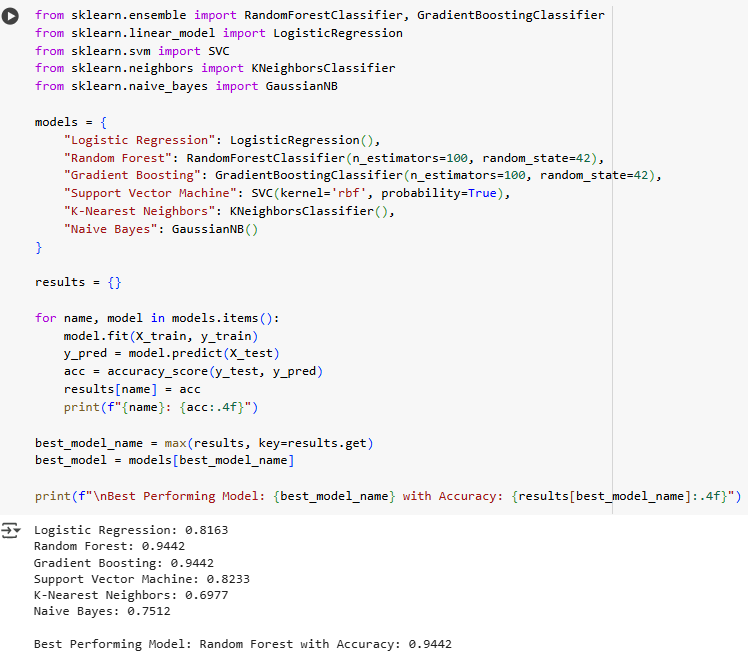 from sklearn.ensemble import RandomForestClassifier, GradientBoostingClassifier
from sklearn.linear_model import LogisticRegression
from sklearn.svm import SVC
from sklearn.neighbors import KNeighborsClassifier
from sklearn.naive_bayes import GaussianNB

models = {
    "Logistic Regression": LogisticRegression(),
    "Random Forest": RandomForestClassifier(n_estimators=100, random_state=42),
    "Gradient Boosting": GradientBoostingClassifier(n_estimators=100, random_state=42),
    "Support Vector Machine": SVC(kernel='rbf', probability=True),
    "K-Nearest Neighbors": KNeighborsClassifier(),
    "Naive Bayes": GaussianNB()
}

results = {}

for name, model in models.items():
    model.fit(X_train, y_train)
    y_pred = model.predict(X_test)
    acc = accuracy_score(y_test, y_pred)
    results[name] = acc
    print(f"{name}: {acc:.4f}")

best_model_name = max(results, key=results.get)
best_model = models[best_model_name]

print(f"\nBest Performing Model: {best_model_name} with Accuracy: {results[best_model_name]:.4f}")
Logistic Regression: 0.8163
Random Forest: 0.9442
Gradient Boosting: 0.9442
Support Vector Machine: 0.8233
K-Nearest Neighbors: 0.6977
Naive Bayes: 0.7512

Best Performing Model: Random Forest with Accuracy: 0.9442